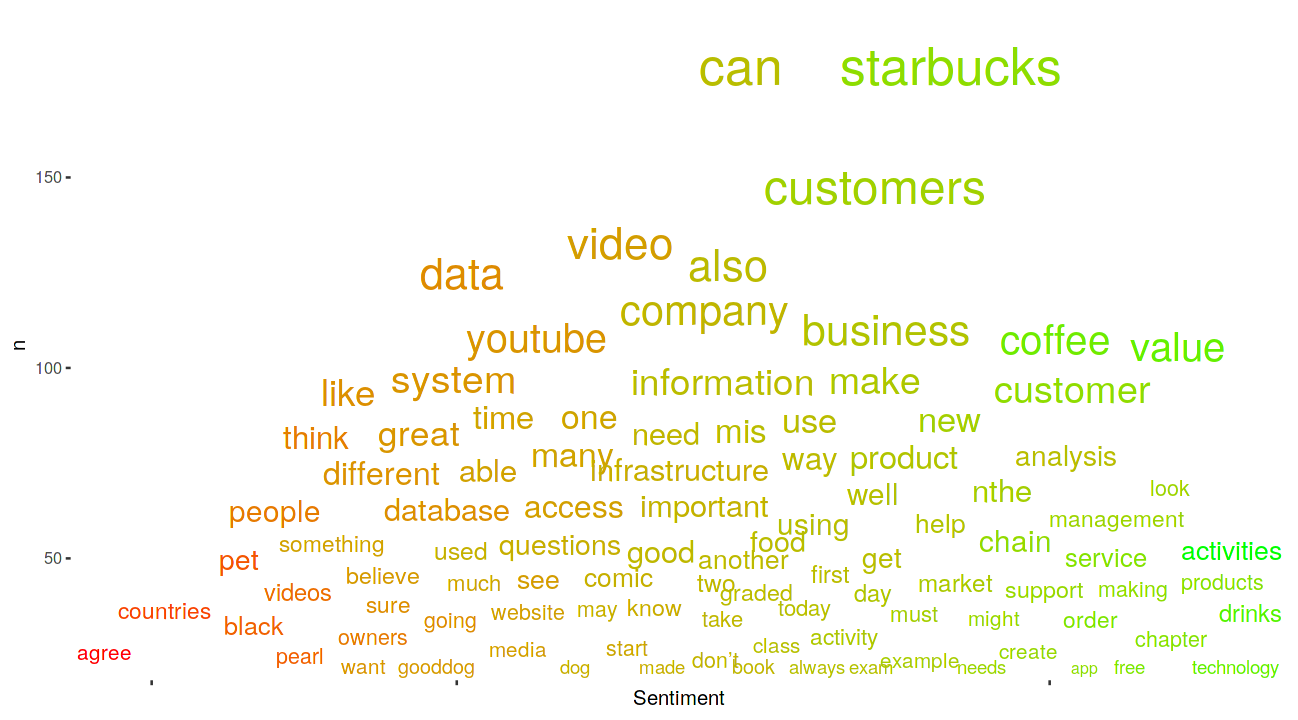 can starbucks
150
customers
video
also
data
company
business
youtube
coffee value
n
100
system information make
like customer
time one use new
think great need mis
many way product analysis
different able infrastructure
well nthe look
people database access important
using help management
something used questions good food chain
50
pet another get service activities
believe much see comic two first market support making products
videos graded day
countries sure website may know today must drinks
black going take might order
owners activity chapter
agree pearl media start class create
want gooddog dog made don't book always exam example needs app free technology
Sentiment